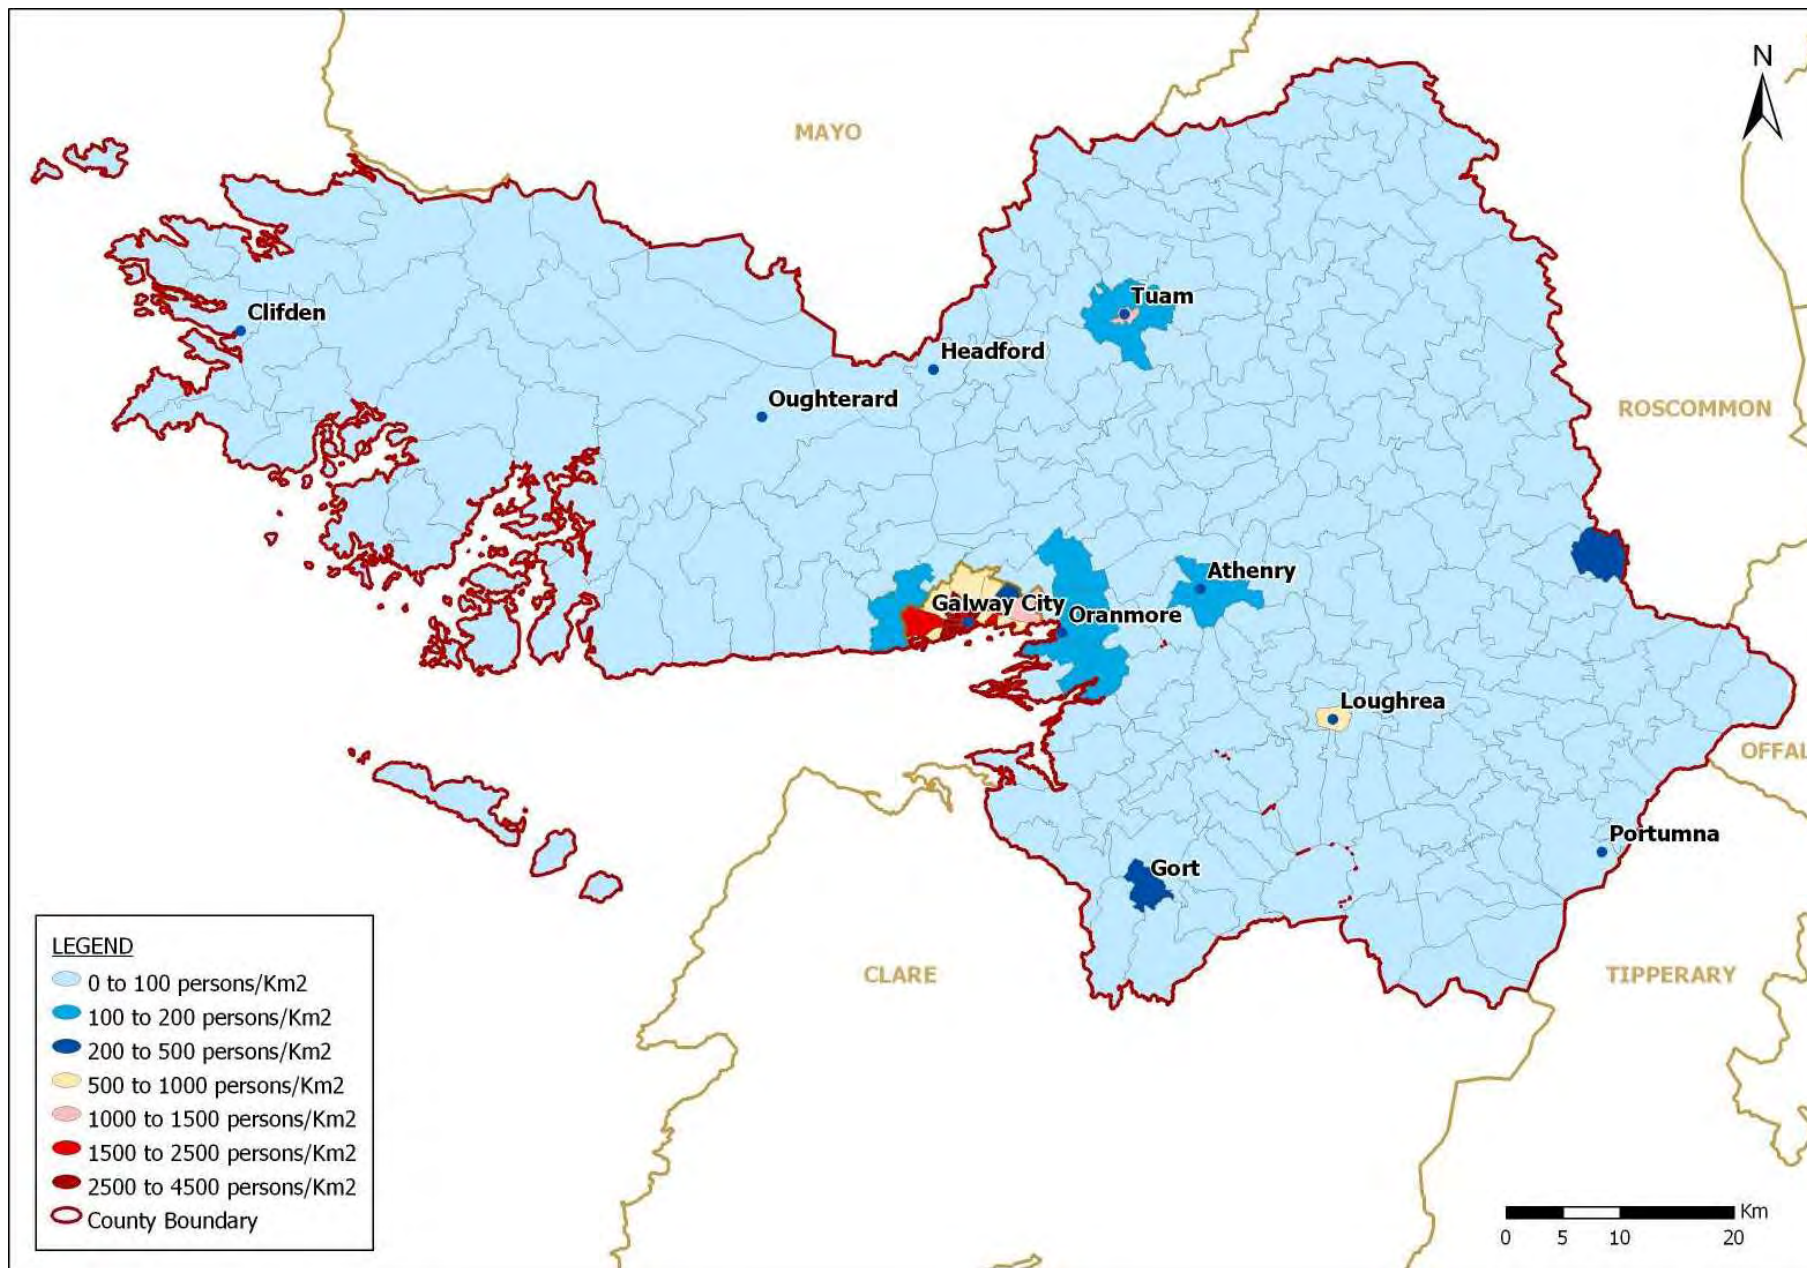 N
MAYO
Clifden
Tuam
Headford
Oughterard
ROSCOMMON
Athenry
Galway City
Oranmore
Loughrea
OFFAL
Portumna
Gort
CLARE
TIPPERARY
LEGEND
0 to 100 persons/Km2
100 to 200 persons/Km2
200 to 500 persons/Km2
500 to 1000 persons/Km2
1000 to 1500 persons/Km2
1500 to 2500 persons/Km2
2500 to 4500 persons/Km2
County Boundary
Km
0 5 10 20